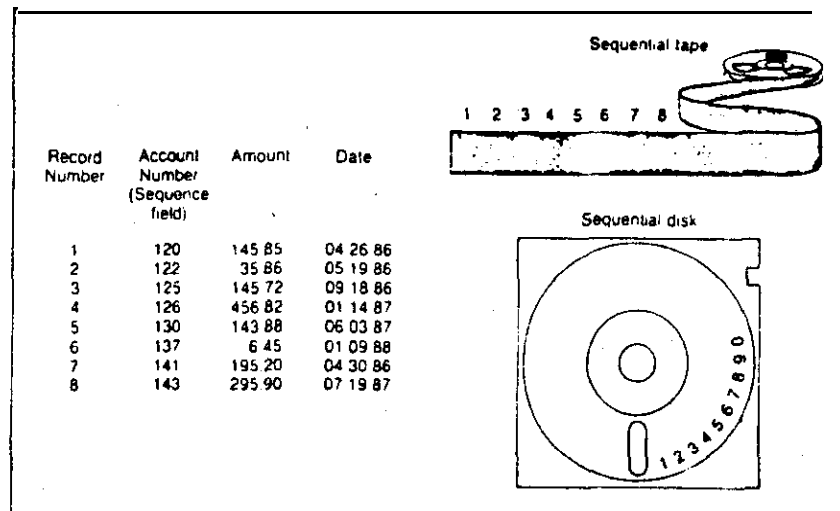 Sequential tape
1 2 3 4 5 6 7 8
Record Account Amount Date
Number Number
(Sequence
field)
1 120 145 85 04 26 86
2 122 35 86 05 19 86
3 125 145 72 09 18 86
4 126 456 82 01 14 87
5 130 143 88 06 03 87
6 137 6 45 01 09 88
7 141 195.20 04 30 86
8 143 295.90 07 19 87
Sequential disk
1 2 3 4 5 6 7 8 9 0